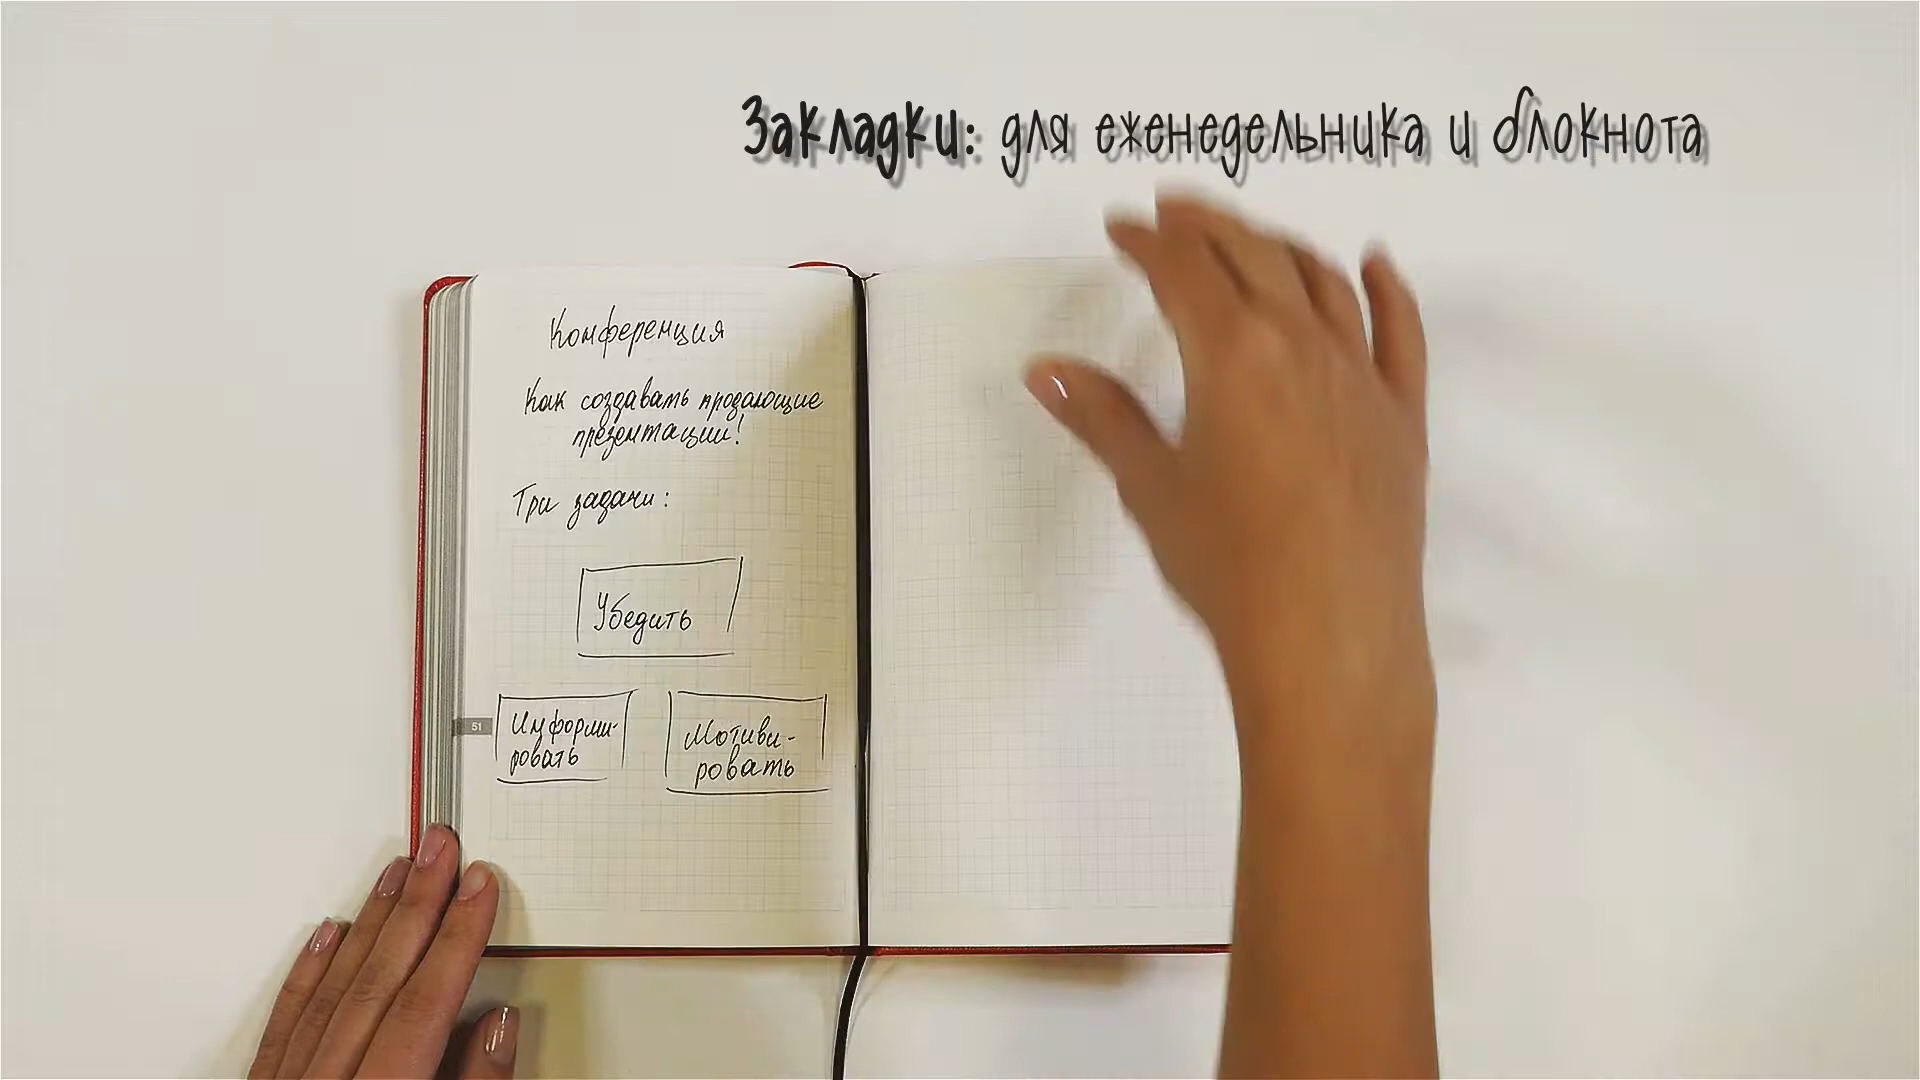 Закладки: для еженедельника и блокнота
Конференция
Как создавать продающие
презентации!
Три задачи:
Убедить
Информи-
ровать
Мотиви-
ровать
51